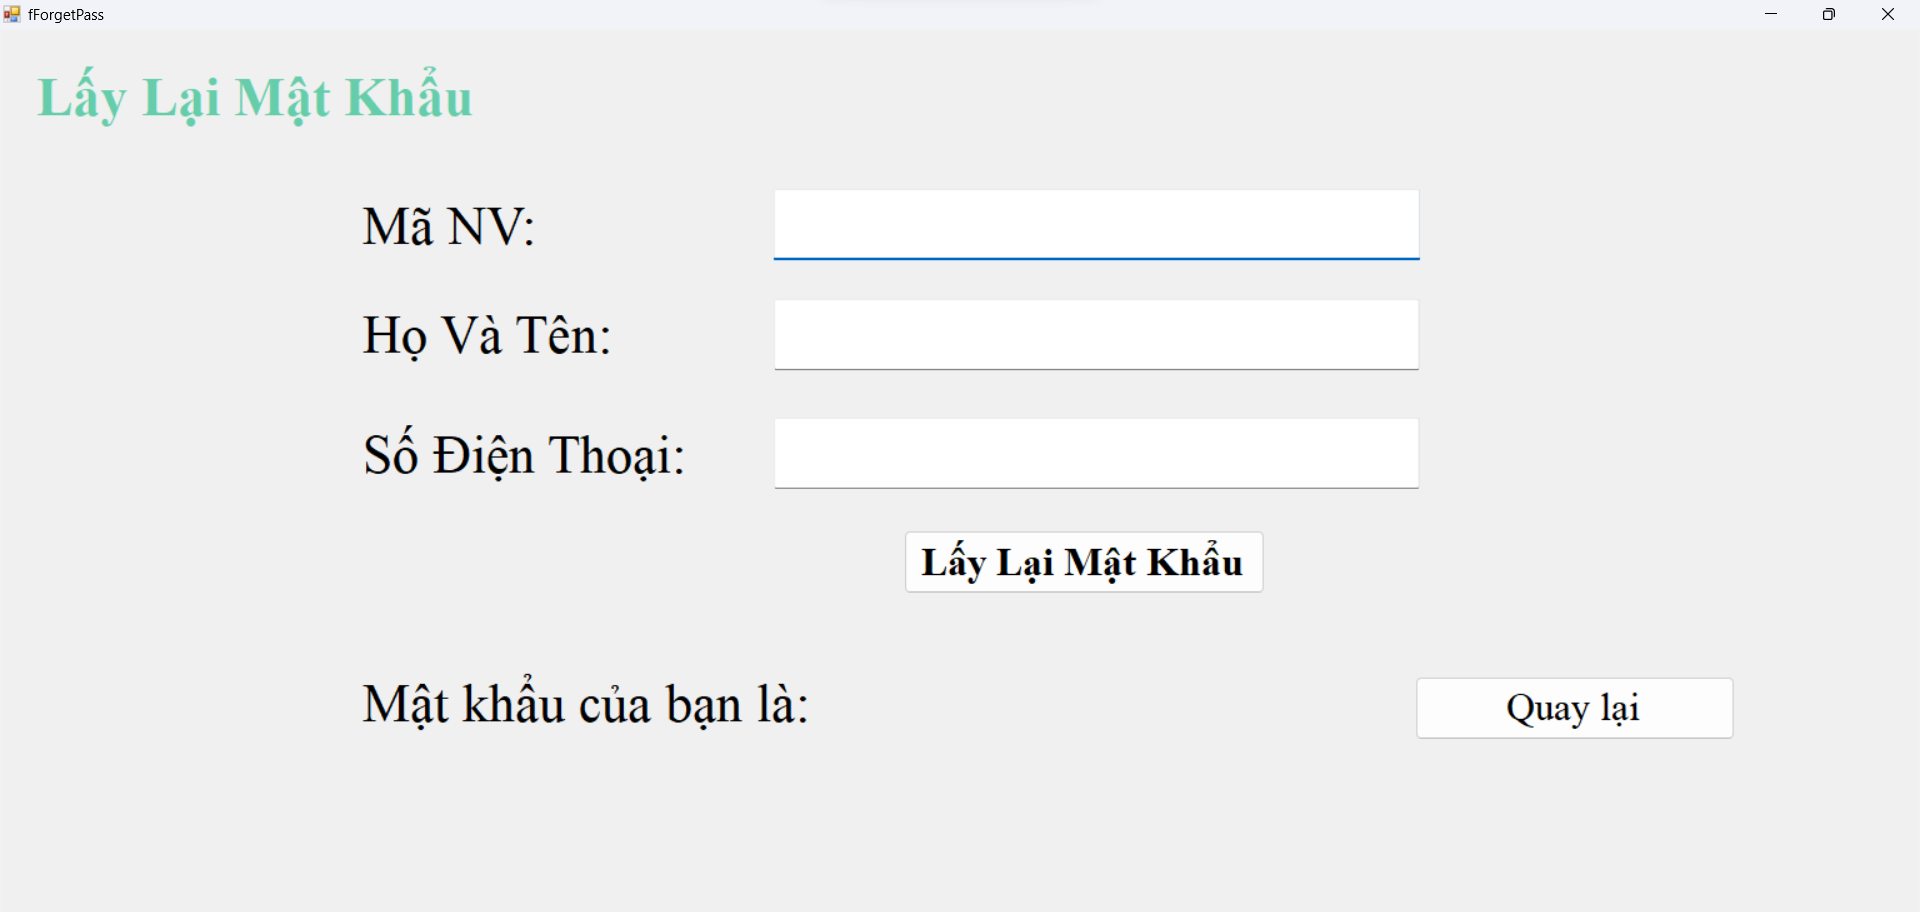 fForgetPass
Lấy Lại Mật Khẩu
Mã NV:
Họ Và Tên:
Số Điện Thoại:
Lấy Lại Mật Khẩu
Mật khẩu của bạn là:
Quay lại